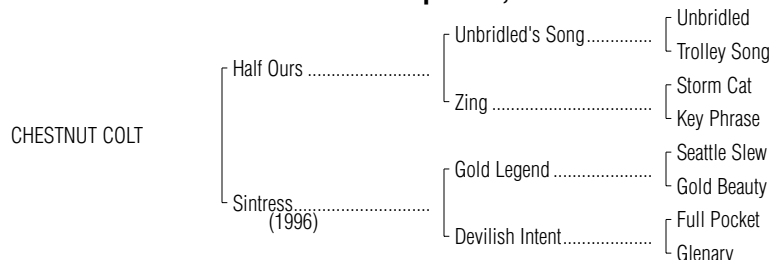 Unbridled
Unbridled's Song
Trolley Song
Half Ours
Storm Cat
Zing
Key Phrase
CHESTNUT COLT
Seattle Slew
Gold Legend
Gold Beauty
Sintress
(1996)
Full Pocket
Devilish Intent
Glenary